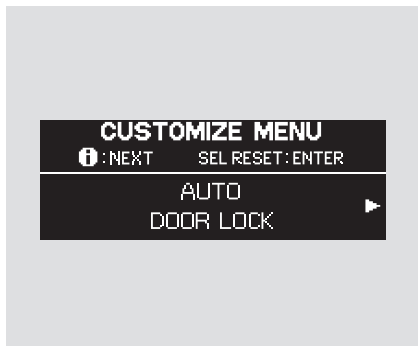 CUSTOMIZE MENU
i:NEXT SEL RESET:ENTER
AUTO
DOOR LOCK